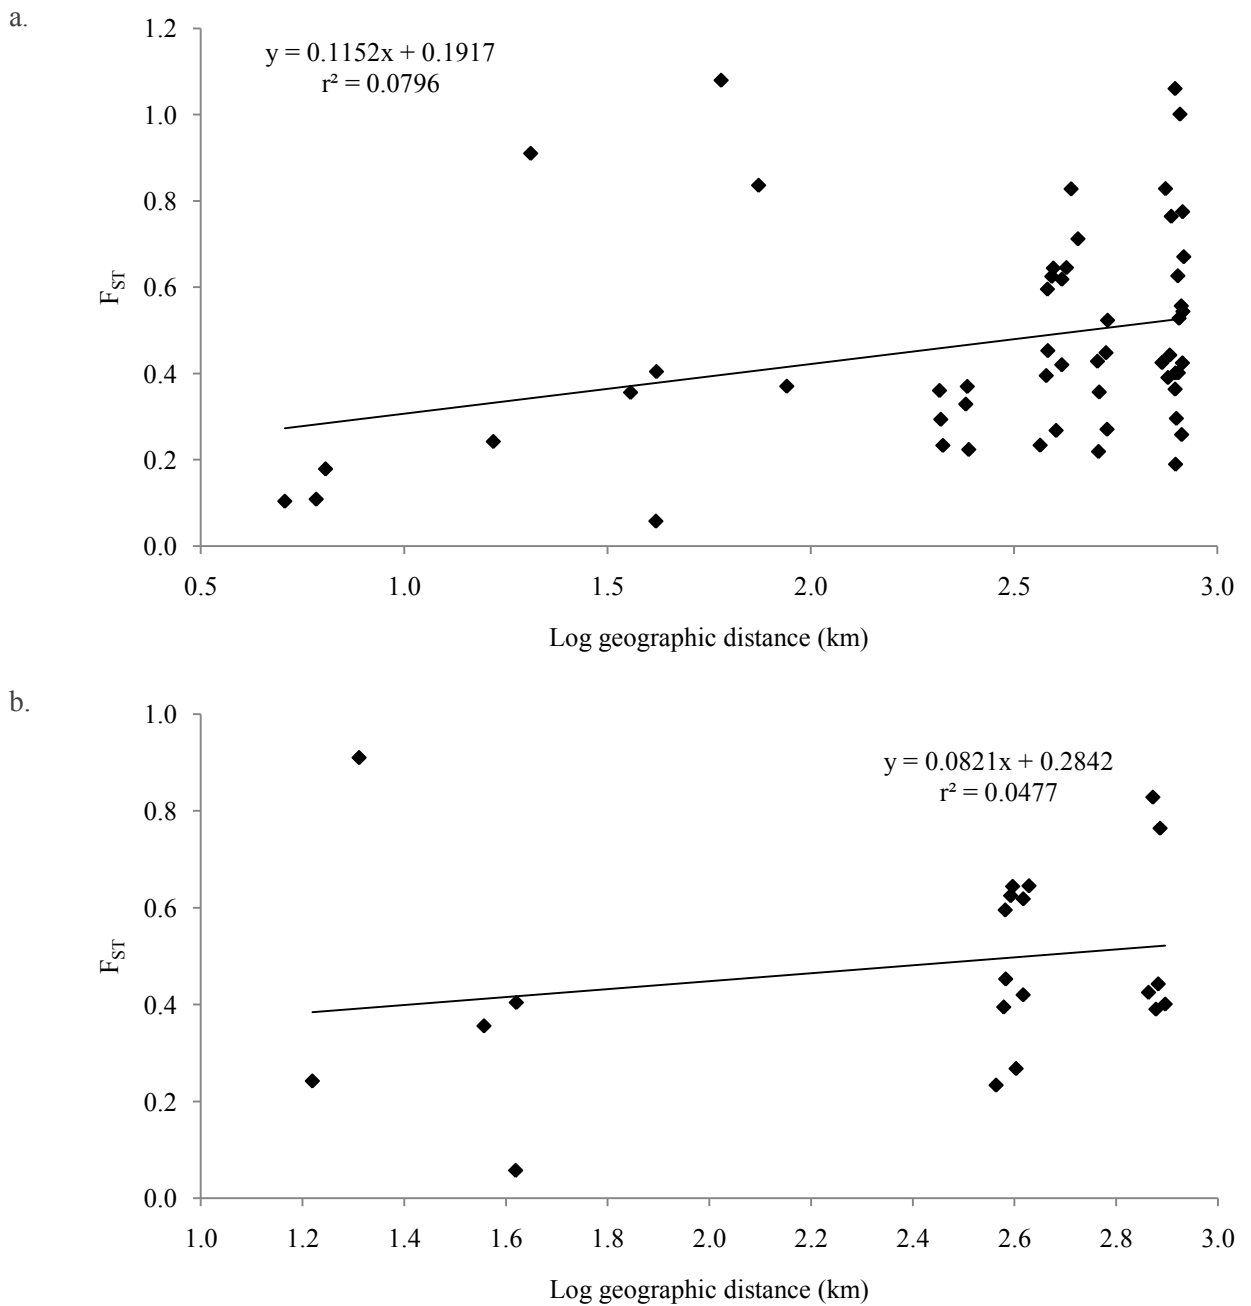 a.
1.2
y = 0.1152x + 0.1917
r² = 0.0796
1.0
0.8
0.6
F_ST
0.4
0.2
0.0
0.5 1.0 1.5 2.0 2.5 3.0
Log geographic distance (km)
b.
1.0
y = 0.0821x + 0.2842
r² = 0.0477
0.8
0.6
F_ST
0.4
0.2
0.0
1.0 1.2 1.4 1.6 1.8 2.0 2.2 2.4 2.6 2.8 3.0
Log geographic distance (km)